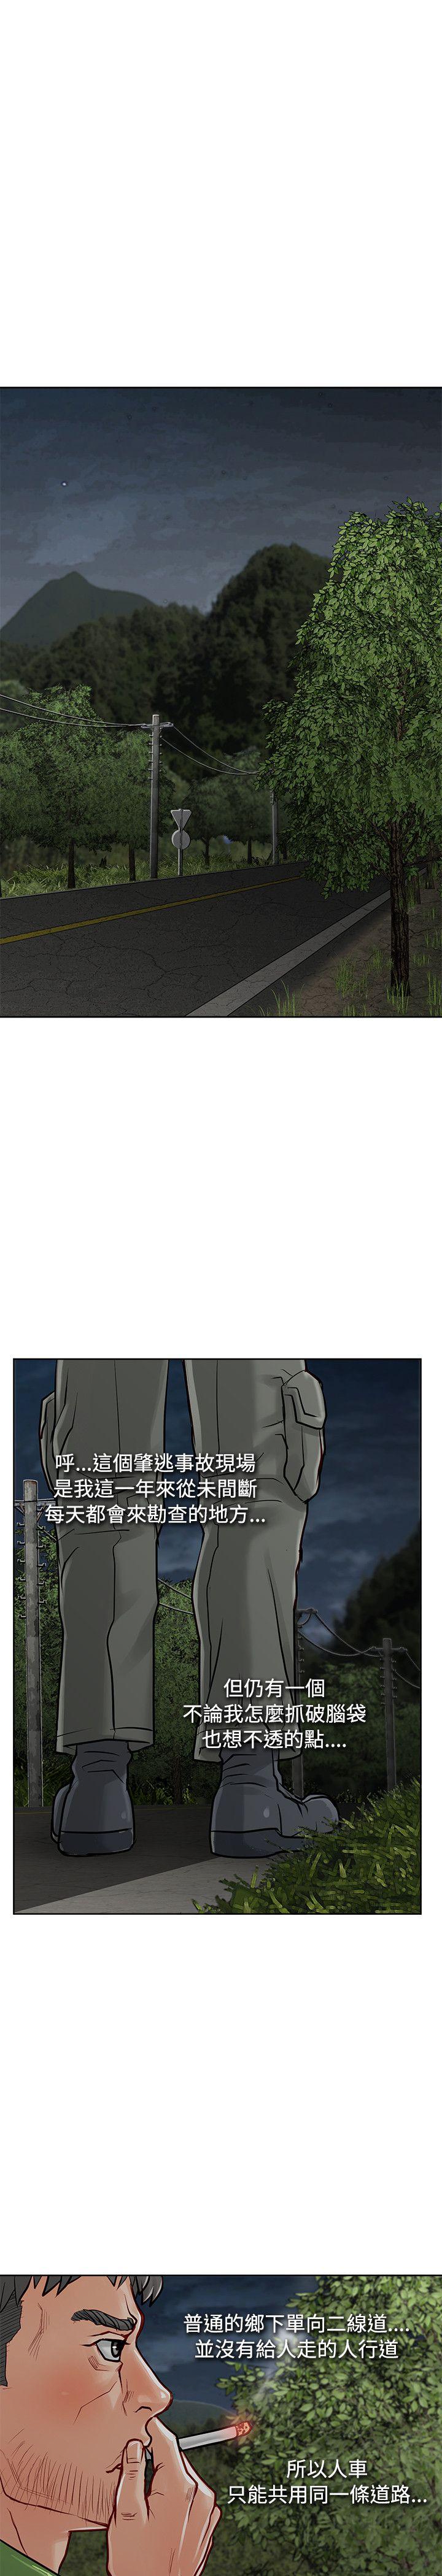 呼...這個肇逃事故現場
是我這一年來從未間斷
每天都會來勘查的地方...
但仍有一個
不論我怎麼抓破腦袋
也想不透的點....
普通的鄉下單向二線道....
並沒有給人走的人行道
所以人車
只能共用同一條道路...